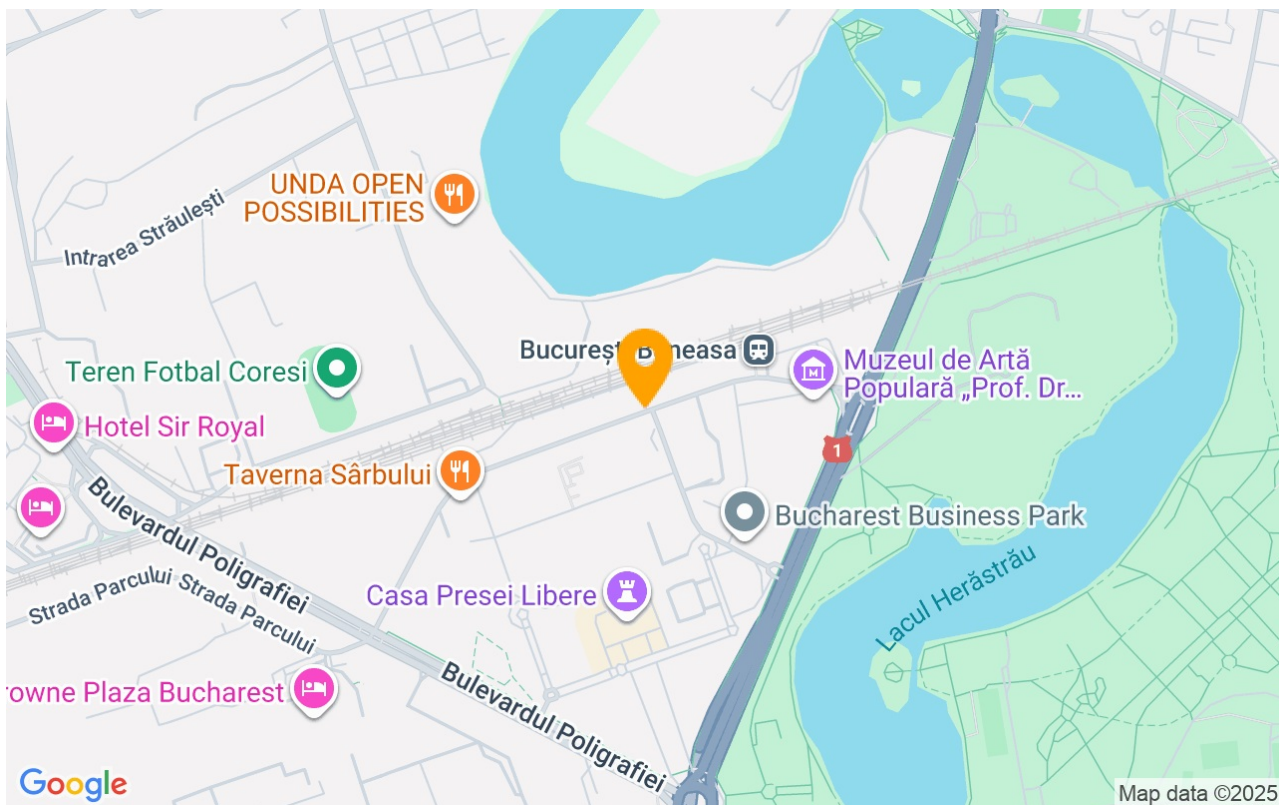 UNDA OPEN
POSSIBILITIES
Intrarea Străulești
București Băneasa
Teren Fotbal Coresi
Muzeul de Artă
Populară „Prof. Dr...
Hotel Sir Royal
1
Taverna Sârbului
Bulevardul Poligrafiei
Bucharest Business Park
Strada Parcului
Strada Parcului
Casa Presei Libere
Lacul Herăstrău
rowne Plaza Bucharest
Bulevardul Poligrafiei
Google
Map data ©2025